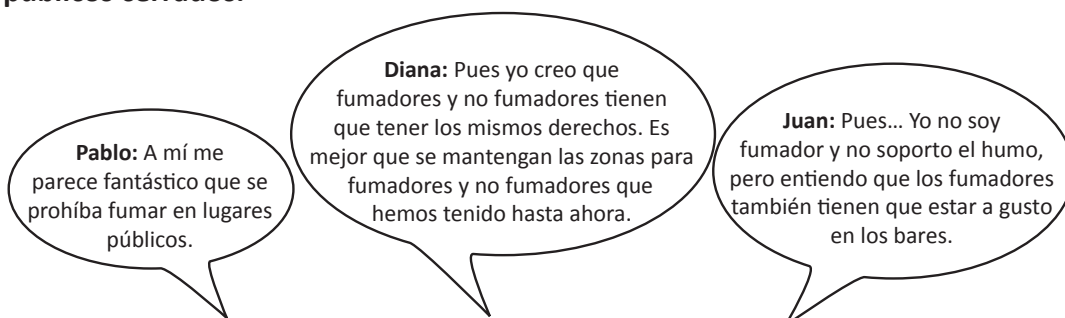 Pablo: A mí me
parece fantástico que se
prohíba fumar en lugares
públicos.
Diana: Pues yo creo que
fumadores y no fumadores tienen
que tener los mismos derechos. Es
mejor que se mantengan las zonas para
fumadores y no fumadores que
hemos tenido hasta ahora.
Juan: Pues... Yo no soy
fumador y no soporto el humo,
pero entiendo que los fumadores
también tienen que estar a gusto
en los bares.